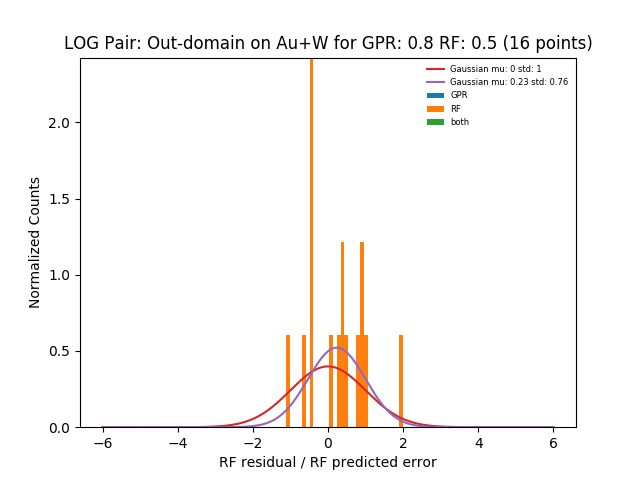 LOG Pair: Out-domain on Au+W for GPR: 0.8 RF: 0.5 (16 points)
Gaussian mu: 0 std: 1
Gaussian mu: 0.23 std: 0.76
GPR
RF
both
Normalized Counts
2.0
1.5
1.0
0.5
0.0
−6 −4 −2 0 2 4 6
RF residual / RF predicted error